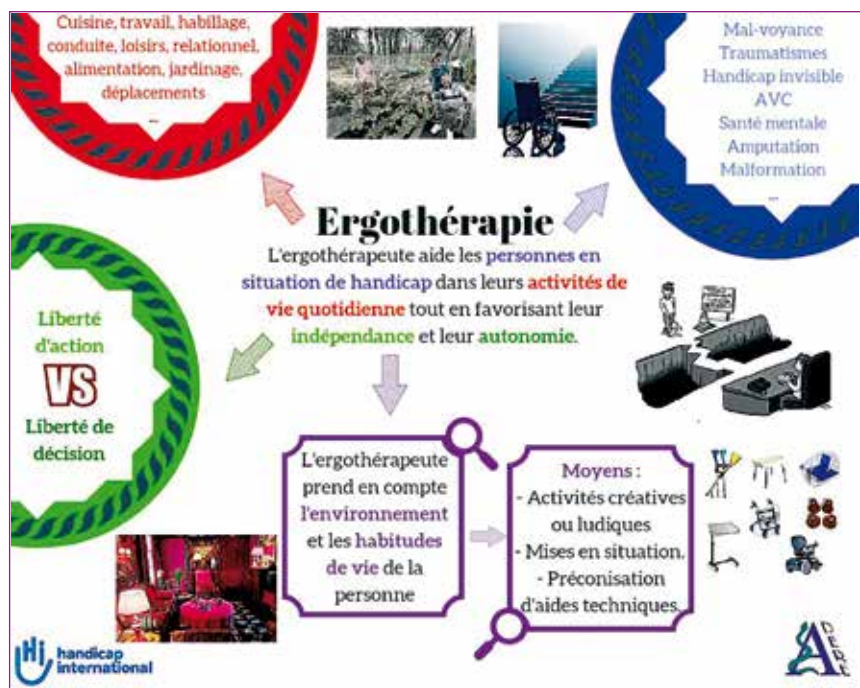 Cuisine, travail, habillage,
conduite, loisirs, relationnel,
alimentation, jardinage,
déplacements
...
Mal-voyance
Traumatismes
Handicap invisible
AVC
Santé mentale
Amputation
Malformation
...
Ergothérapie
L'ergothérapeute aide les personnes en
situation de handicap dans leurs activités de
vie quotidienne tout en favorisant leur
indépendance et leur autonomie.
Liberté
d'action
VS
Liberté de
décision
L'ergothérapeute
prend en compte
l'environnement
et les habitudes
de vie de la
personne
Moyens :
- Activités créatives
ou ludiques
- Mises en situation.
- Préconisation
d'aides techniques.
Hi
handicap
international